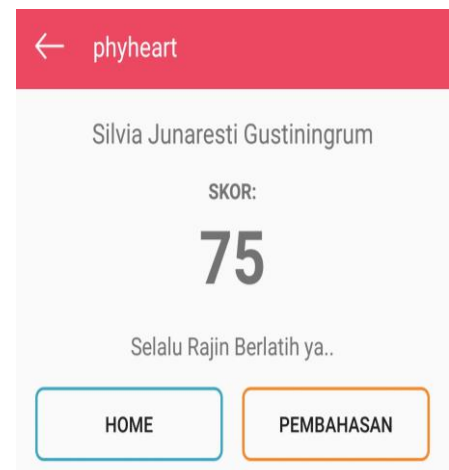 phyheart
Silvia Junaresti Gustiningrum
SKOR:
75
Selalu Rajin Berlatih ya..
HOME
PEMBAHASAN